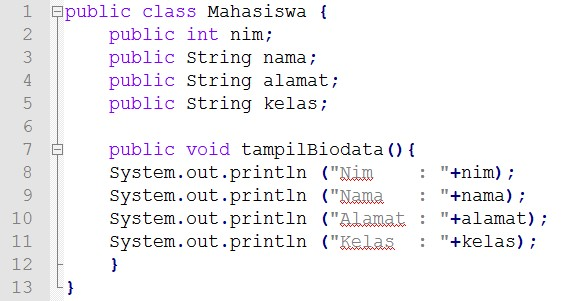 1 public class Mahasiswa {
2     public int nim;
3     public String nama;
4     public String alamat;
5     public String kelas;
6
7     public void tampilBiodata(){
8     System.out.println ("Nim    : "+nim);
9     System.out.println ("Nama   : "+nama);
10     System.out.println ("Alamat : "+alamat);
11     System.out.println ("Kelas  : "+kelas);
12     }
13 }